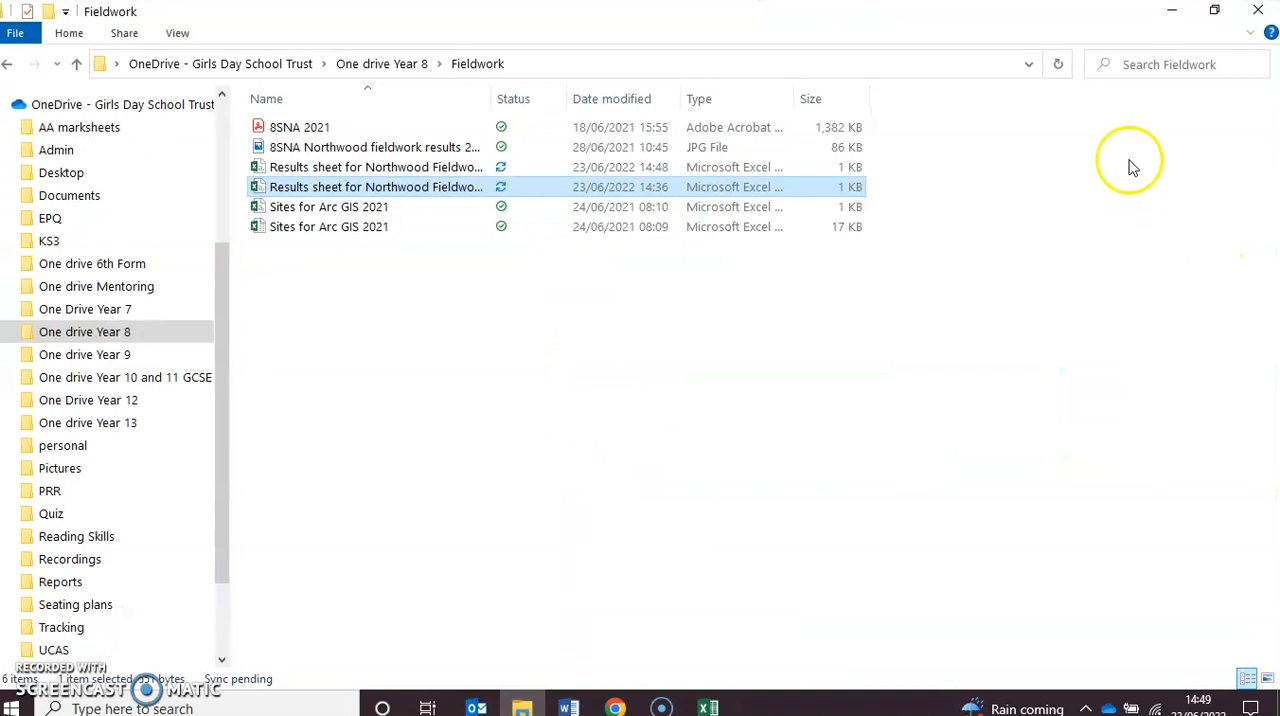 Fieldwork
File Home Share View
OneDrive - Girls Day School Trust One drive Year 8 Fieldwork Search Fieldwork
Name Status Date modified Type Size
8SNA 2021 18/06/2021 15:55 Adobe Acrobat ... 1,382 KB
8SNA Northwood fieldwork results 2... 28/06/2021 10:45 JPG File 86 KB
Results sheet for Northwood Fieldwo... 23/06/2022 14:48 Microsoft Excel ... 1 KB
Results sheet for Northwood Fieldwo... 23/06/2022 14:36 Microsoft Excel ... 1 KB
Sites for Arc GIS 2021 24/06/2021 08:10 Microsoft Excel ... 1 KB
Sites for Arc GIS 2021 24/06/2021 08:09 Microsoft Excel ... 17 KB
OneDrive - Girls Day School Trust
AA marksheets
Admin
Desktop
Documents
EPQ
KS3
One drive 6th Form
One drive Mentoring
One Drive Year 7
One drive Year 8
One drive Year 9
One drive Year 10 and 11 GCSE
One Drive Year 12
One drive Year 13
personal
Pictures
PRR
Quiz
Reading Skills
Recordings
Reports
Seating plans
Tracking
UCAS
6 items 1 item selected Sync pending
RECORDED WITH
SCREENCAST MATIC
Type here to search Rain coming 14:49